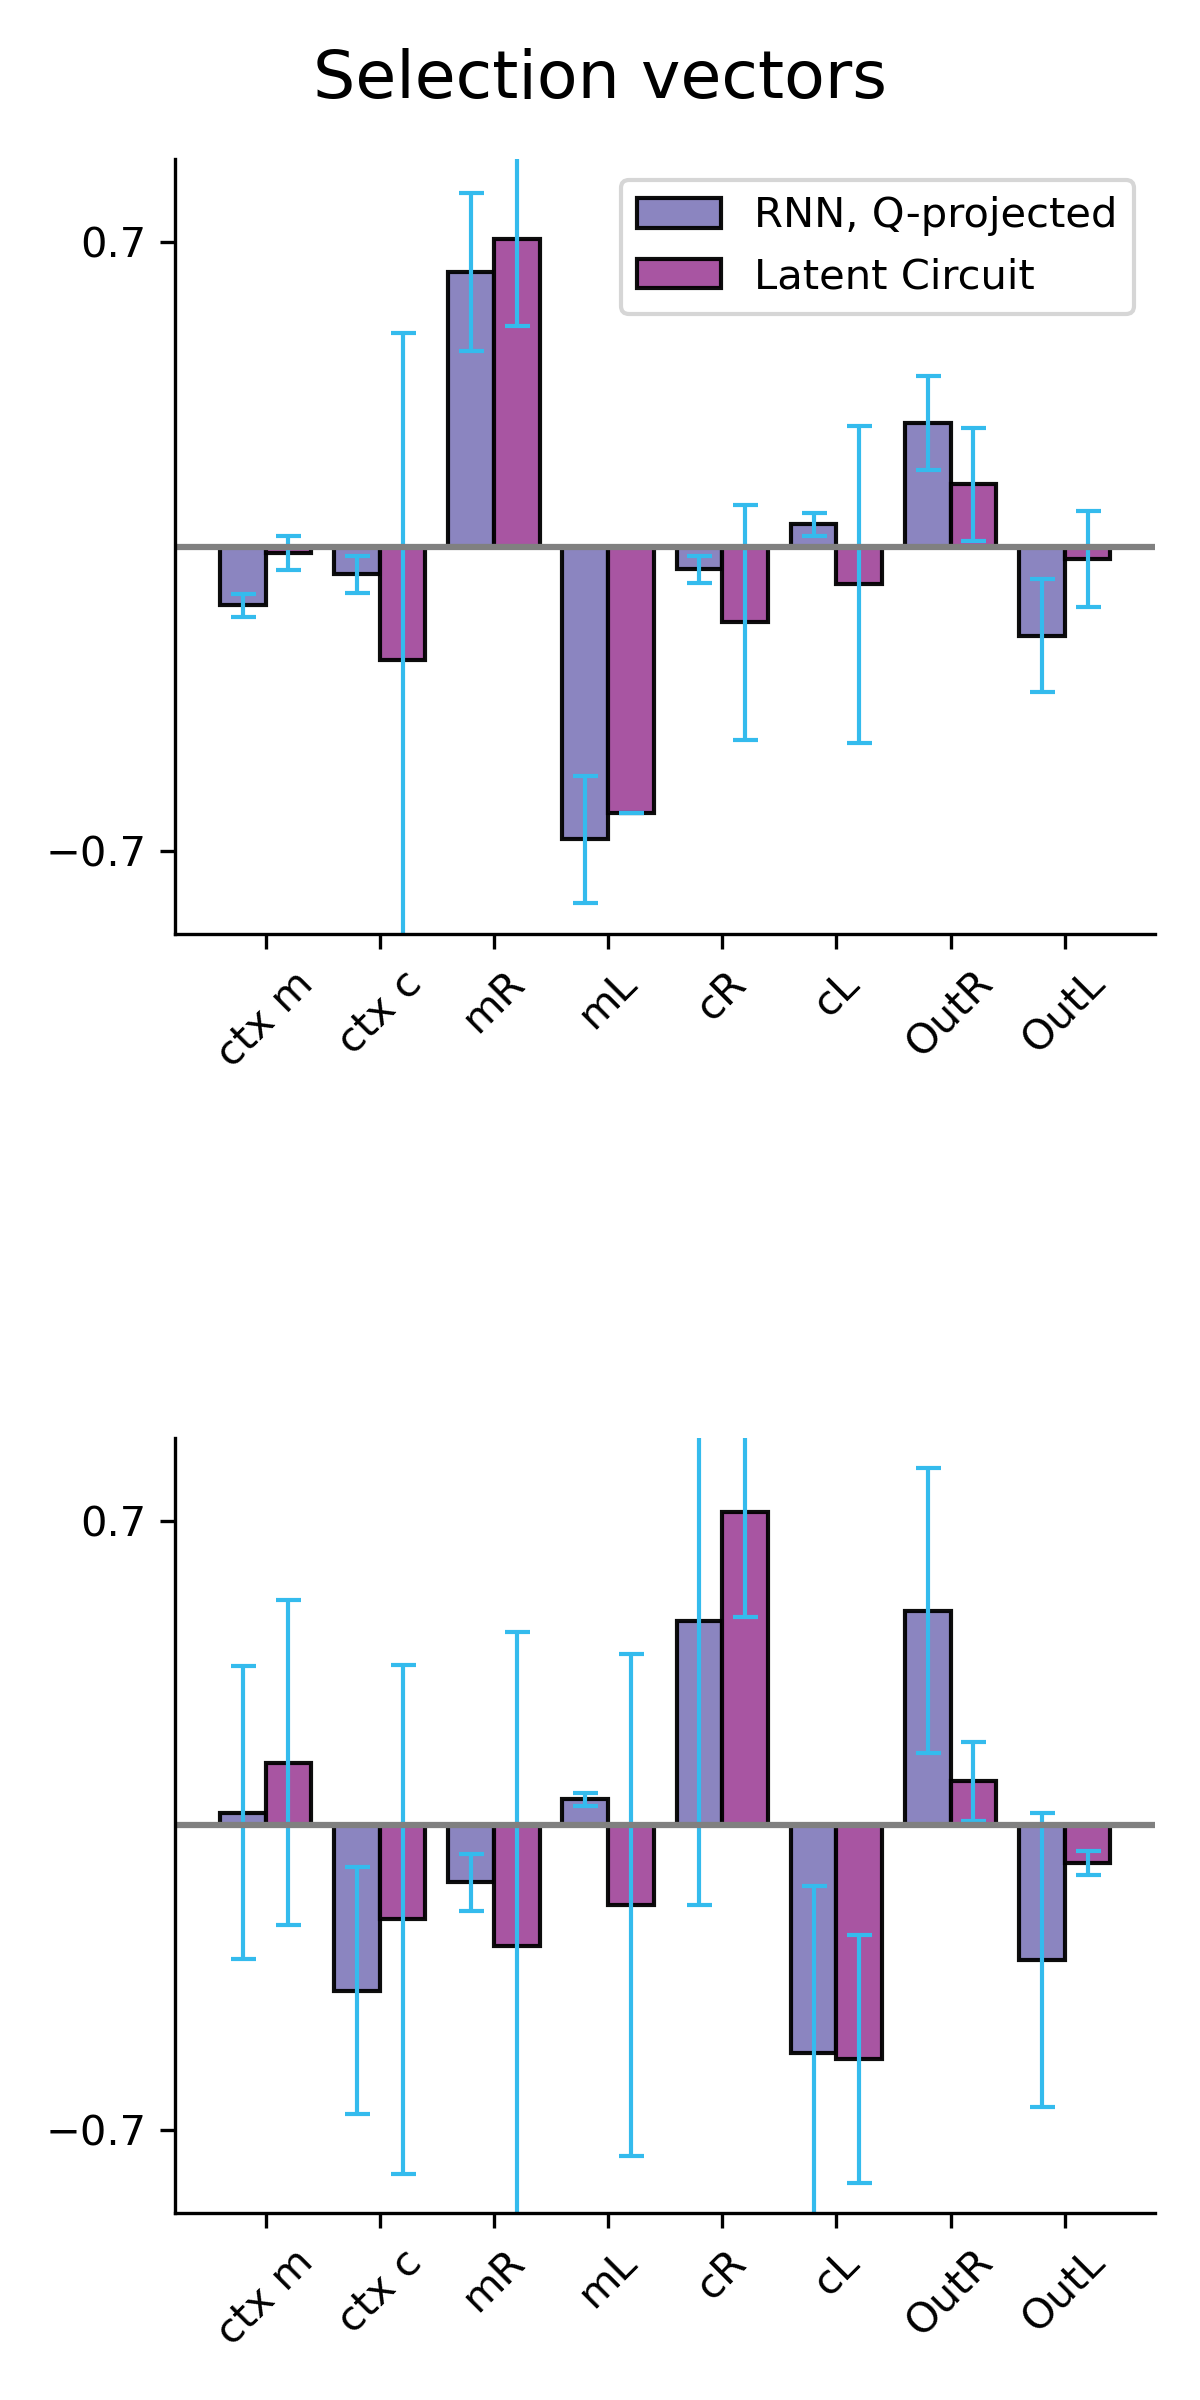 Selection vectors
RNN, Q-projected
Latent Circuit
0.7
−0.7
ctx m
ctx c
mR
mL
cR
cL
OutR
OutL
0.7
−0.7
ctx m
ctx c
mR
mL
cR
cL
OutR
OutL